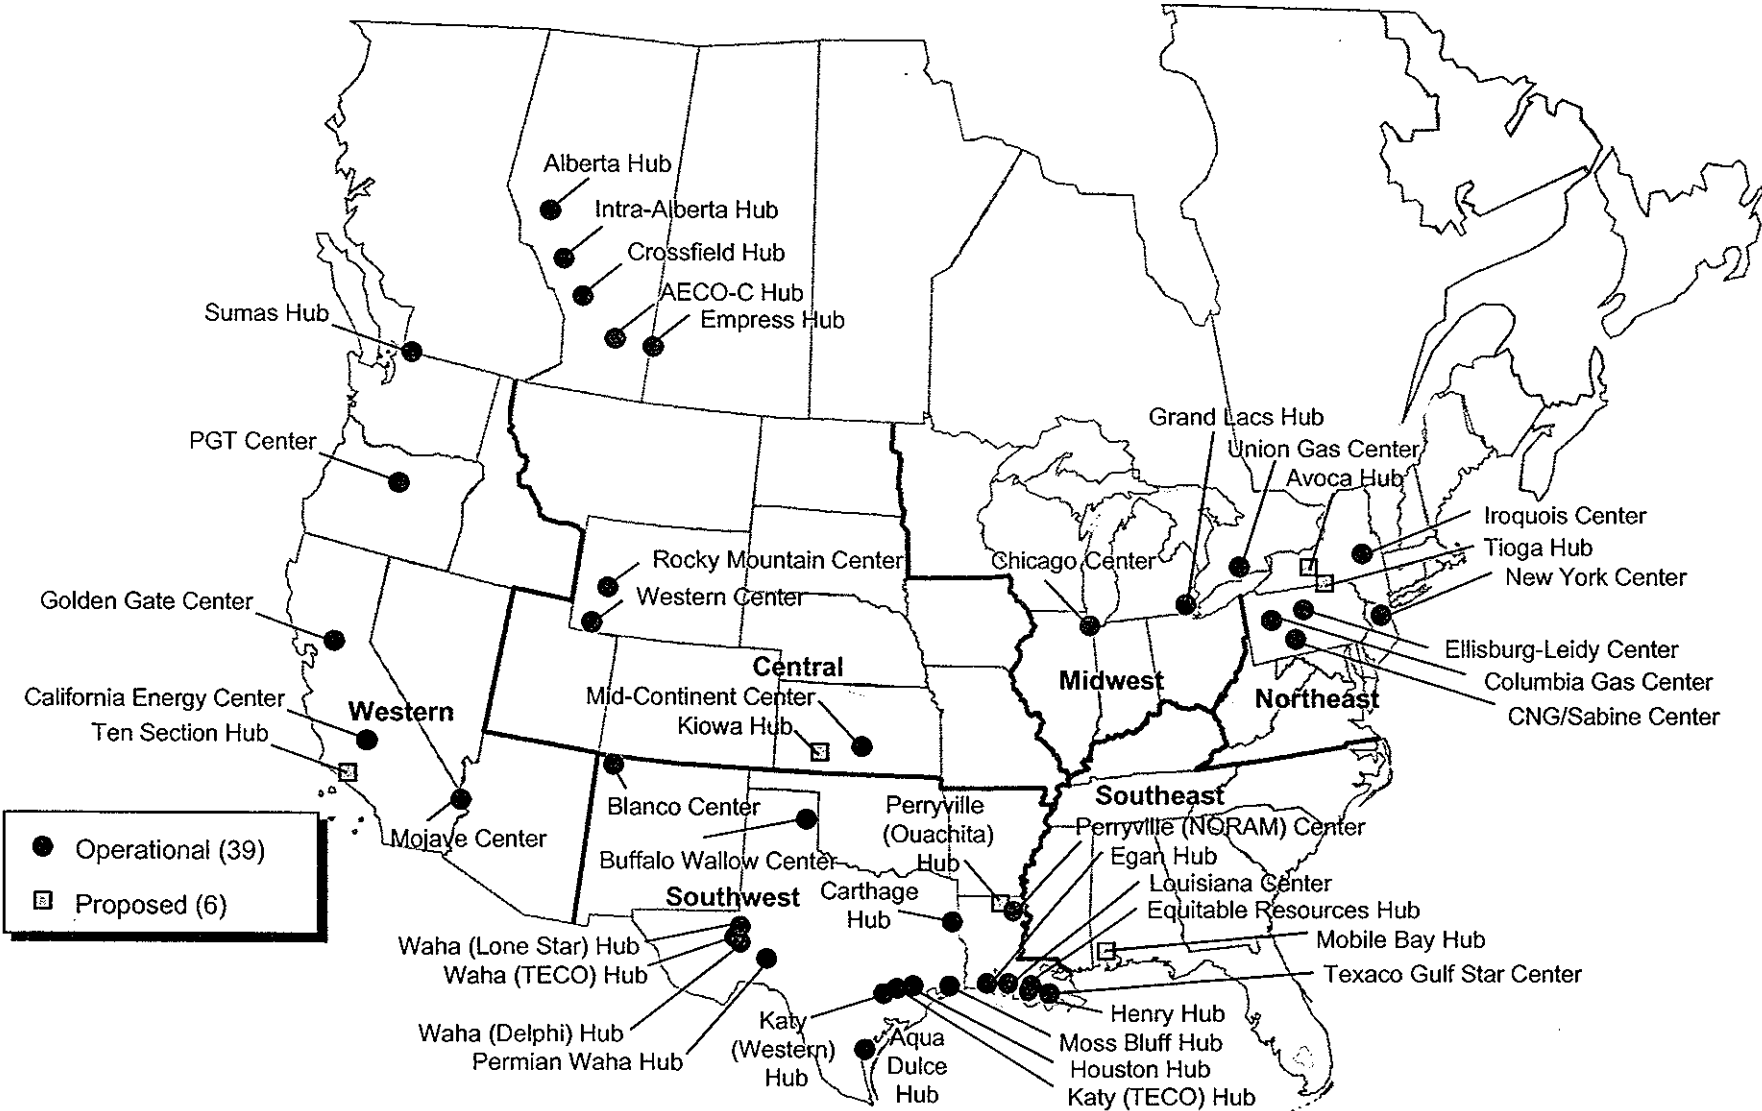 Alberta Hub
Intra-Alberta Hub
Crossfield Hub
AECO-C Hub
Empress Hub
Sumas Hub
PGT Center
Grand Lacs Hub
Union Gas Center
Avoca Hub
Iroquois Center
Tioga Hub
New York Center
Rocky Mountain Center
Chicago Center
Western Center
Golden Gate Center
Ellisburg-Leidy Center
Central
Midwest
Columbia Gas Center
California Energy Center
Mid-Continent Center
Northeast
Western
CNG/Sabine Center
Ten Section Hub
Kiowa Hub
Southeast
Blanco Center
Perryville
(Ouachita)
Hub
Perryville (NORAM) Center
Mojave Center
Operational (39)
Proposed (6)
Buffalo Wallow Center
Egan Hub
Louisiana Center
Southwest
Carthage
Hub
Equitable Resources Hub
Waha (Lone Star) Hub
Mobile Bay Hub
Waha (TECO) Hub
Texaco Gulf Star Center
Waha (Delphi) Hub
Permian Waha Hub
Katy
(Western)
Hub
Aqua
Dulce
Hub
Henry Hub
Moss Bluff Hub
Houston Hub
Katy (TECO) Hub